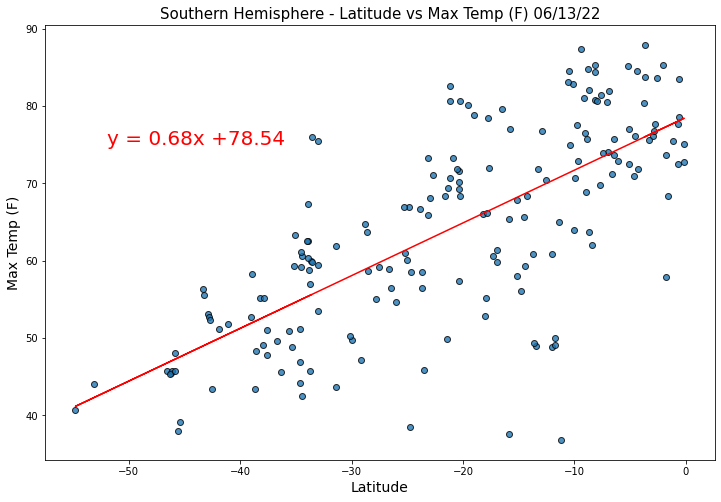 Southern Hemisphere - Latitude vs Max Temp (F) 06/13/22
90
80
y = 0.68x +78.54
70
Max Temp (F)
60
50
40
−50 −40 −30 −20 −10 0
Latitude